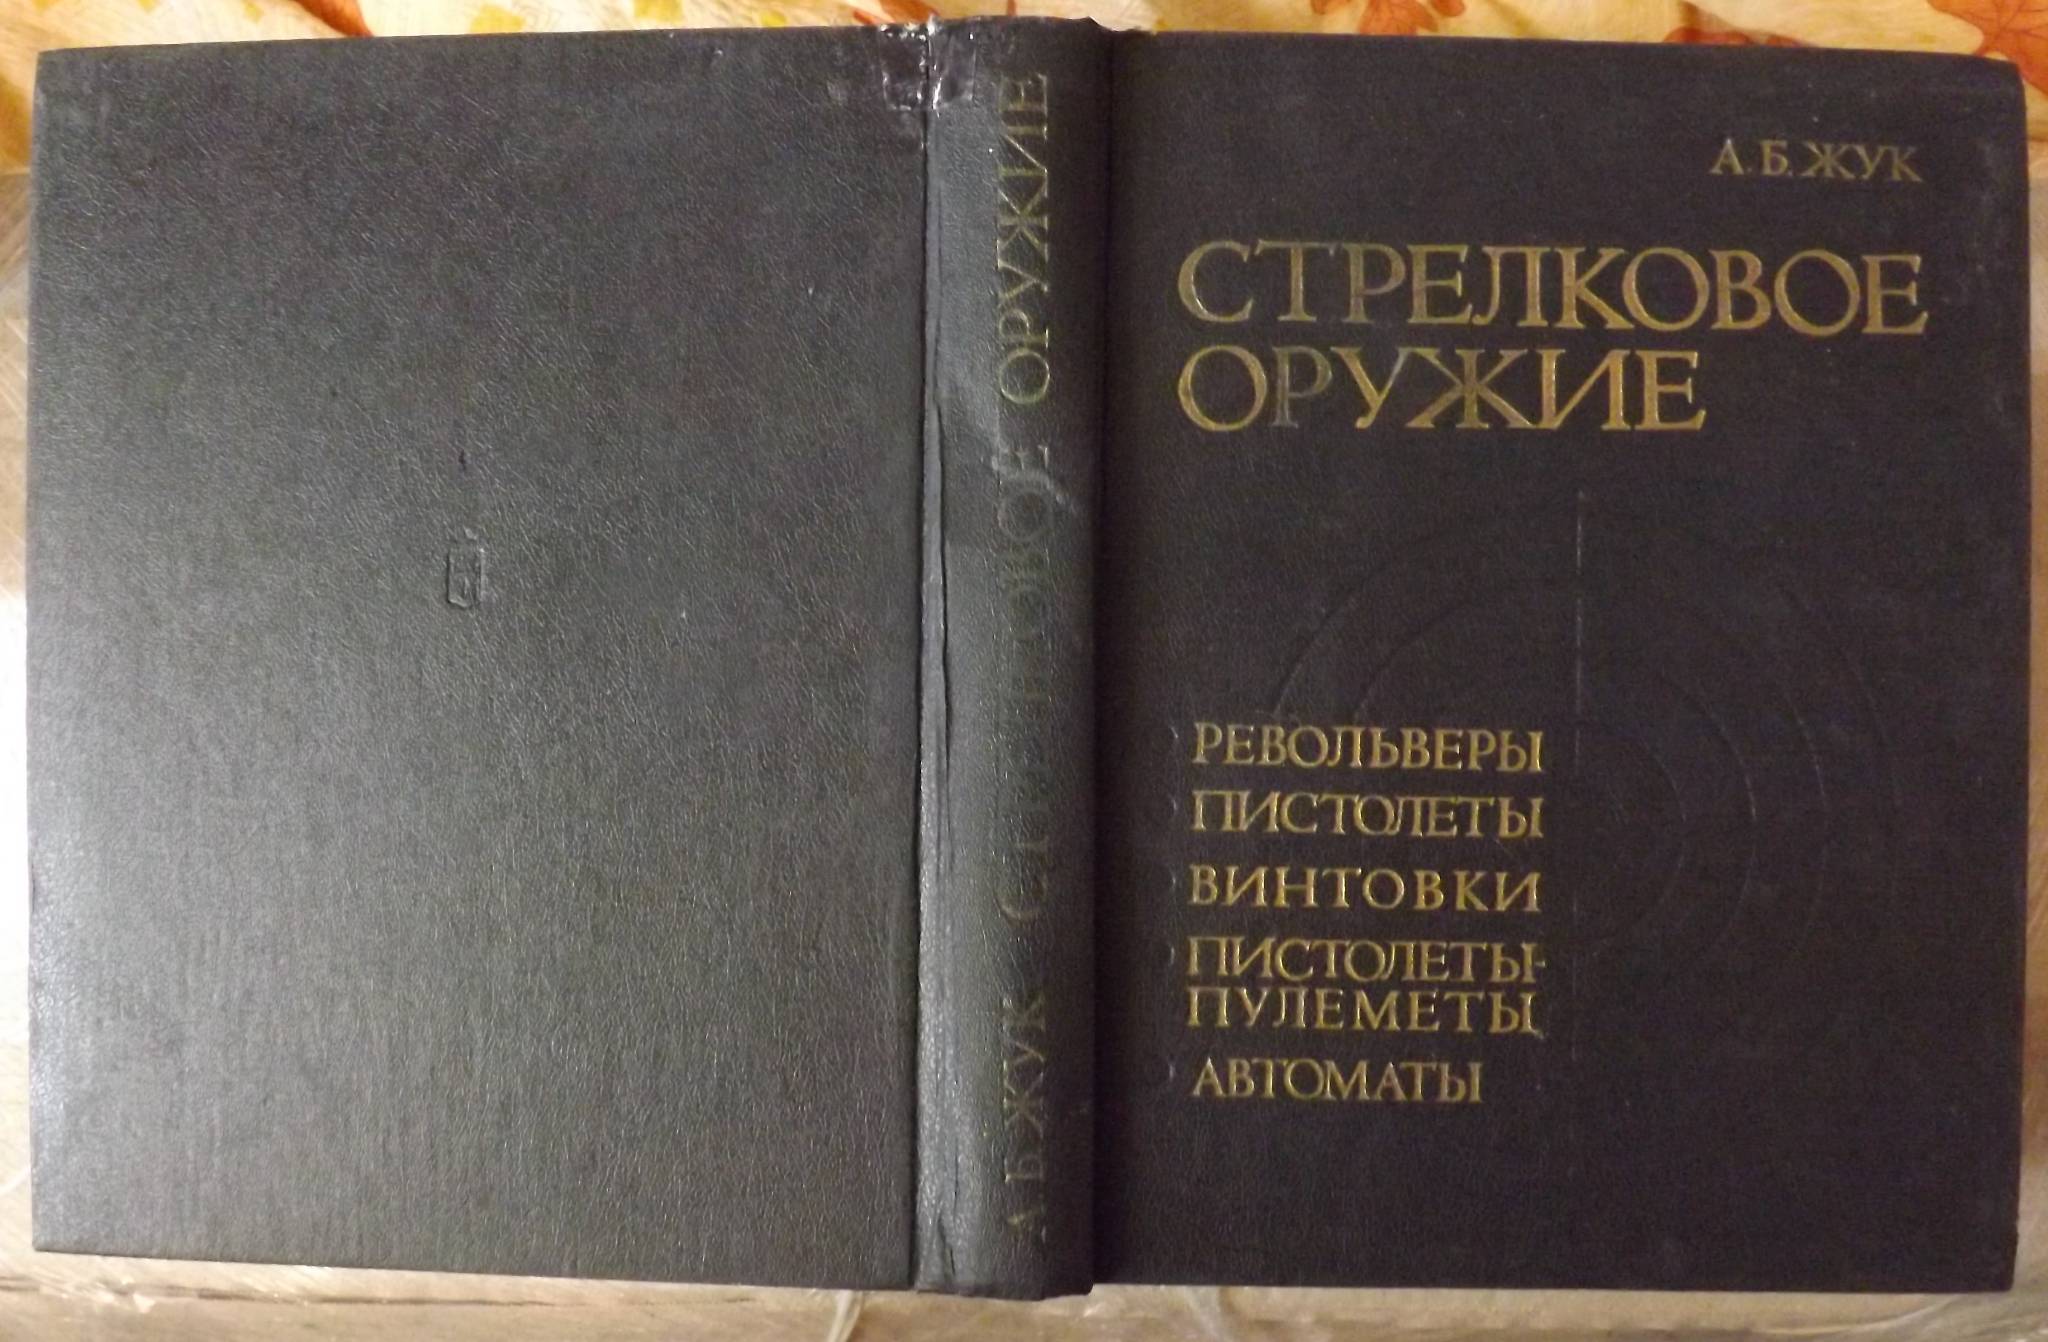 А. Б. ЖУК СТРЕЛКОВОЕ ОРУЖИЕ
А. Б. ЖУК
СТРЕЛКОВОЕ
ОРУЖИЕ
РЕВОЛЬВЕРЫ
ПИСТОЛЕТЫ
ВИНТОВКИ
ПИСТОЛЕТЫ-
ПУЛЕМЕТЫ
АВТОМАТЫ